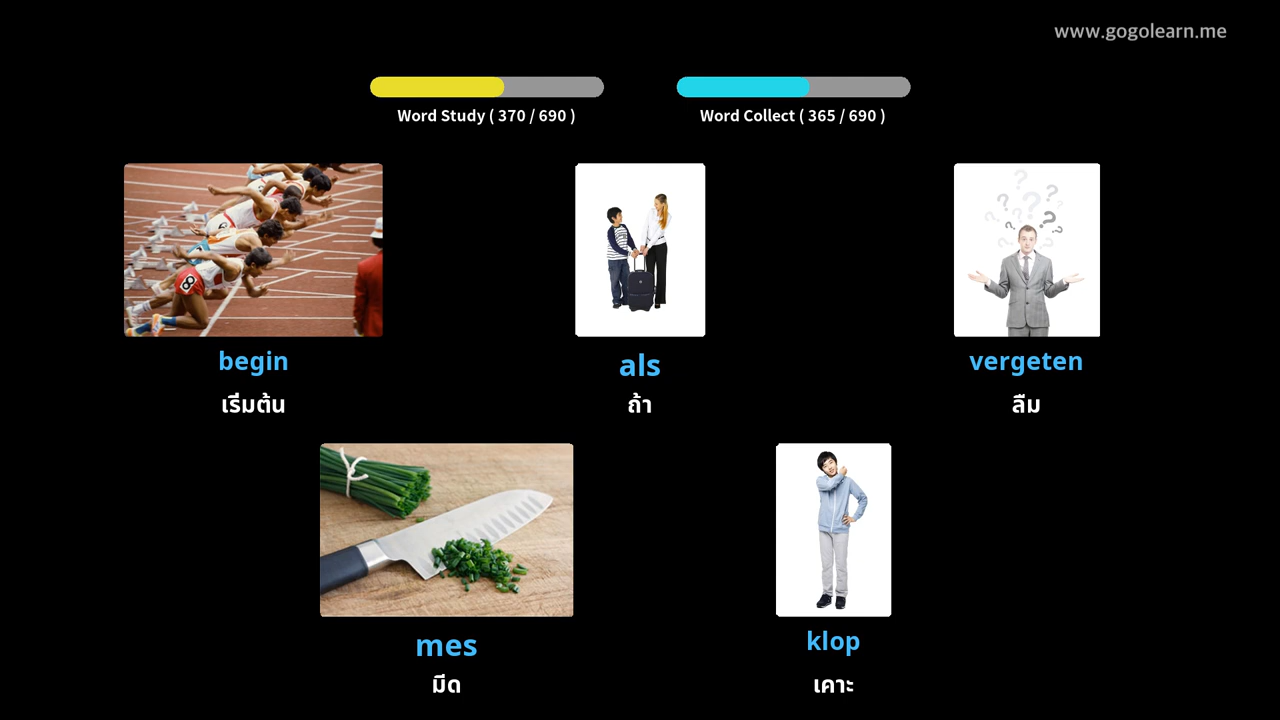 www.gogolearn.me
Word Study ( 370 / 690 )
Word Collect ( 365 / 690 )
begin
als
vergeten
เริ่มต้น
ถ้า
ลืม
mes
klop
มีด
เคาะ